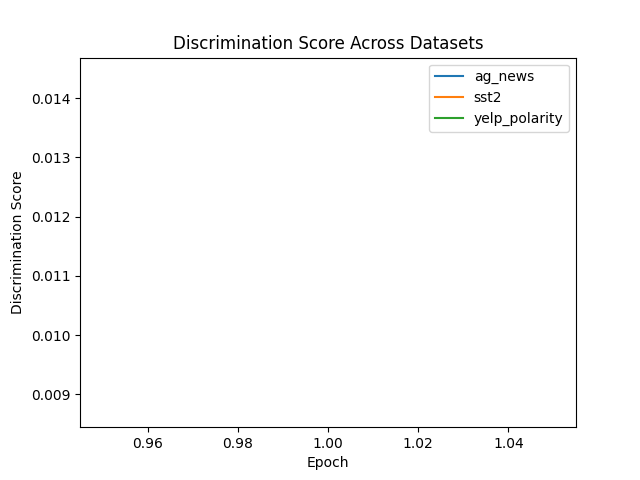 Discrimination Score Across Datasets
ag_news
sst2
yelp_polarity
0.014
0.013
0.012
0.011
0.010
0.009
Discrimination Score
0.96 0.98 1.00 1.02 1.04
Epoch